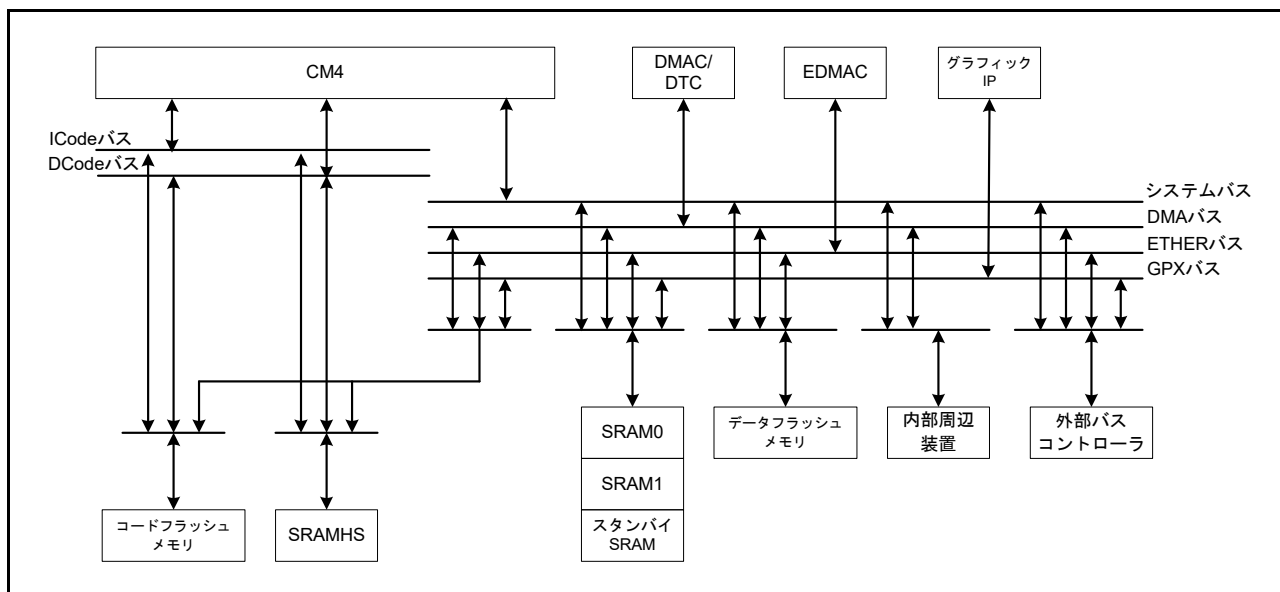 CM4
DMAC/
DTC
EDMAC
グラフィック
IP
ICodeバス
DCodeバス
システムバス
DMAバス
ETHERバス
GPXバス
SRAM0
SRAM1
スタンバイ
SRAM
データフラッシュ
メモリ
内部周辺
装置
外部バス
コントローラ
コードフラッシュ
メモリ
SRAMHS